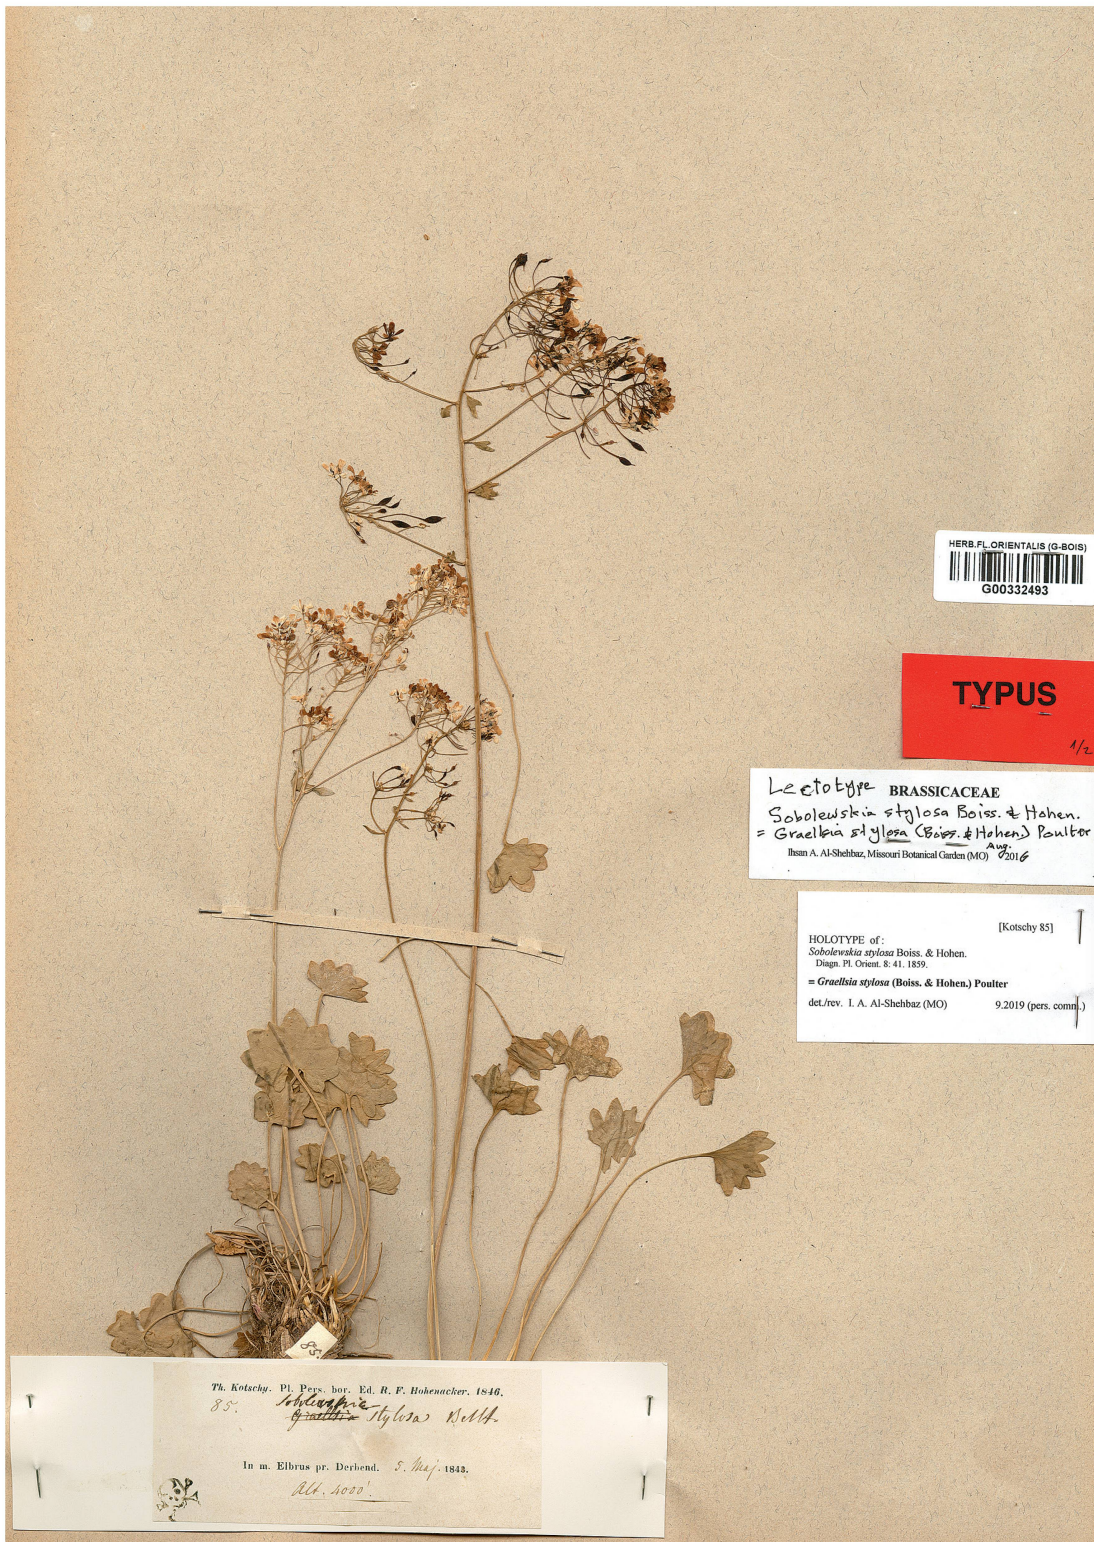 HERB.FL.ORIENTALIS (G-BOIS)
G00332493
TYPUS
1/2
Lectotype BRASSICACEAE
Sobolewskia stylosa Boiss. & Hohen.
= Graellsia stylosa (Boiss. & Hohen.) Poulter
Aug.
Ihsan A. Al-Shehbaz, Missouri Botanical Garden (MO) 2016
[Kotschy 85]
HOLOTYPE of:
Sobolewskia stylosa Boiss. & Hohen.
Diagn. Pl. Orient. 8: 41. 1859.
= Graellsia stylosa (Boiss. & Hohen.) Poulter
det./rev. I. A. Al-Shehbaz (MO) 9.2019 (pers. comm.)
85
Th. Kotschy. Pl. Pers. bor. Ed. R. F. Hohenacker. 1846.
Sobolewskia
85. Graellsia stylosa
In m. Elbrus pr. Derbend. 5. Maj. 1843.
Alt. 4000'.